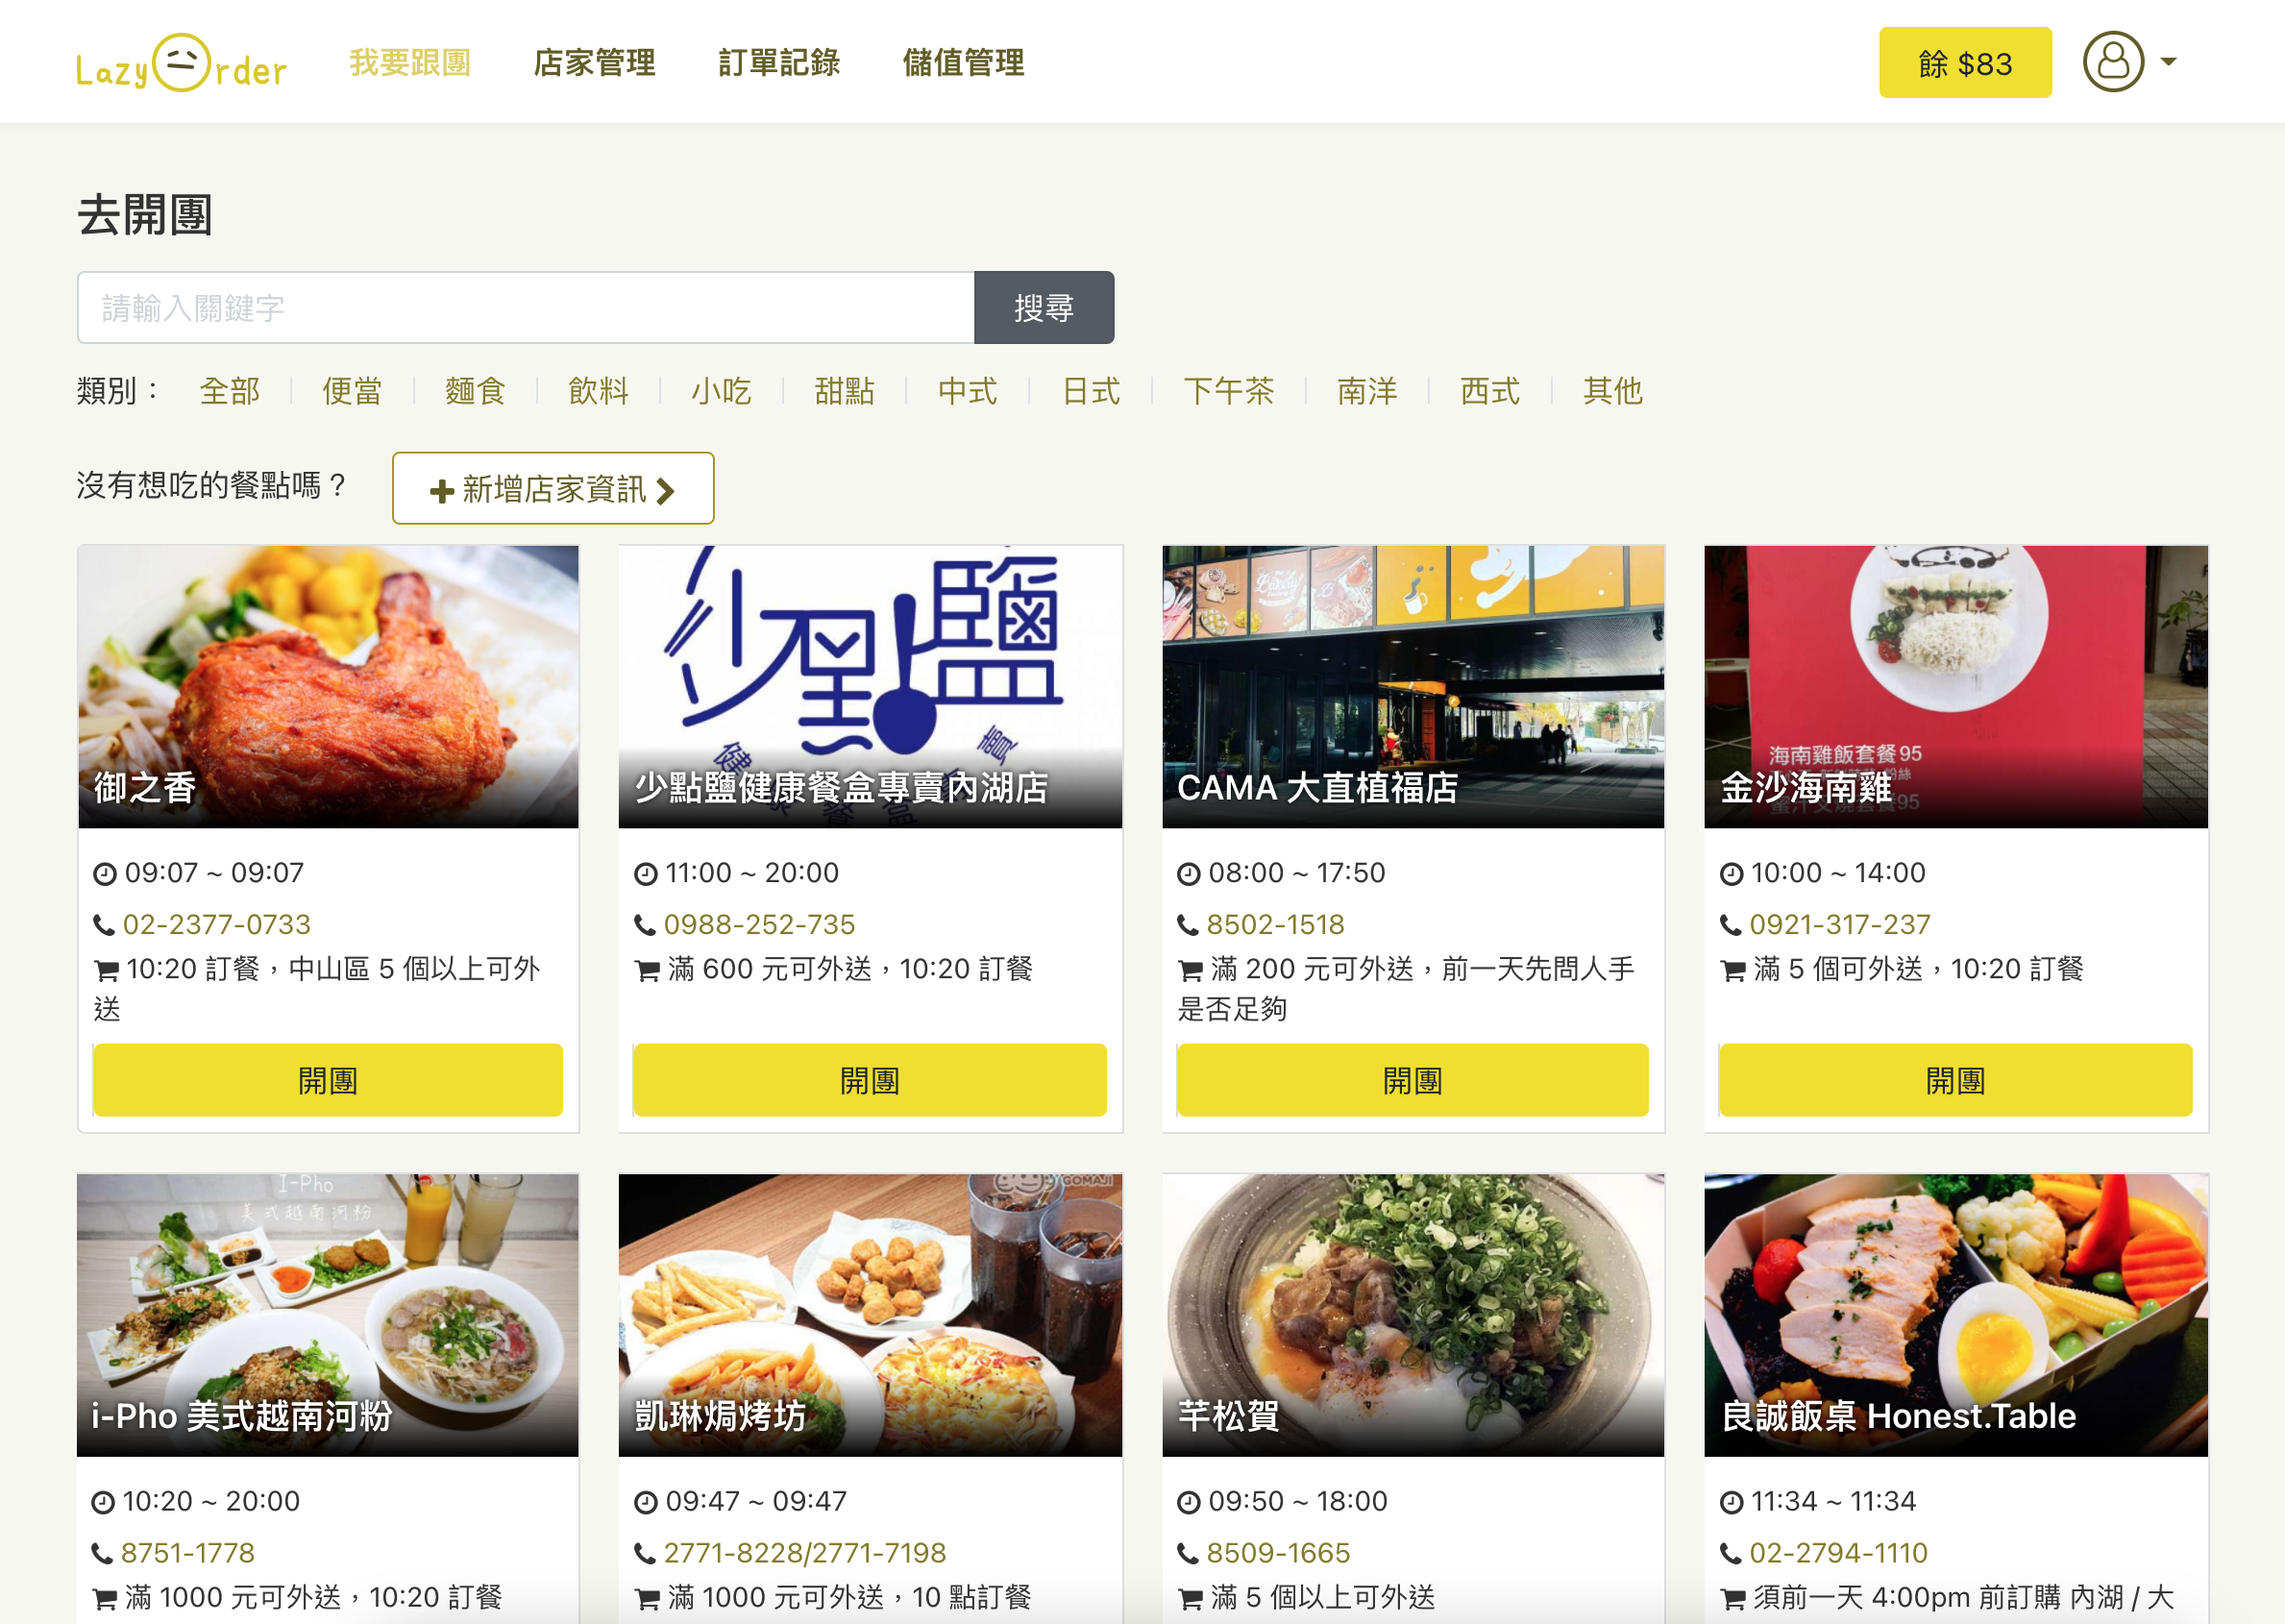 Lazy Order
我要跟團
店家管理
訂單記錄
儲值管理
餘 $83
去開團
請輸入關鍵字
搜尋
類別：
全部
便當
麵食
飲料
小吃
甜點
中式
日式
下午茶
南洋
西式
其他
沒有想吃的餐點嗎？
新增店家資訊
御之香
09:07 ~ 09:07
02-2377-0733
10:20 訂餐，中山區 5 個以上可外
送
開團
少點鹽
少點鹽健康餐盒專賣內湖店
11:00 ~ 20:00
0988-252-735
滿 600 元可外送，10:20 訂餐
開團
CAMA 大直植福店
08:00 ~ 17:50
8502-1518
滿 200 元可外送，前一天先問人手
是否足夠
開團
海南雞飯套餐 95
金沙海南雞
10:00 ~ 14:00
0921-317-237
滿 5 個可外送，10:20 訂餐
開團
I-Pho
美式越南河粉
i-Pho 美式越南河粉
10:20 ~ 20:00
8751-1778
滿 1000 元可外送，10:20 訂餐
GOMAJI
凱琳焗烤坊
09:47 ~ 09:47
2771-8228/2771-7198
滿 1000 元可外送，10 點訂餐
芊松賀
09:50 ~ 18:00
8509-1665
滿 5 個以上可外送
良誠飯桌 Honest.Table
11:34 ~ 11:34
02-2794-1110
須前一天 4:00pm 前訂購 內湖 / 大